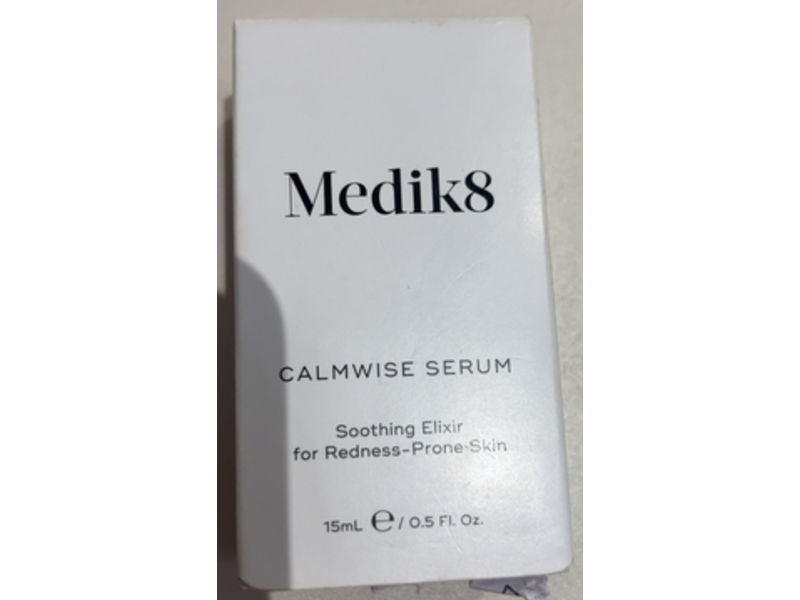 Medik8
CALMWISE SERUM
Soothing Elixir
for Redness-Prone Skin
15mL ℮ / 0.5 Fl. Oz.